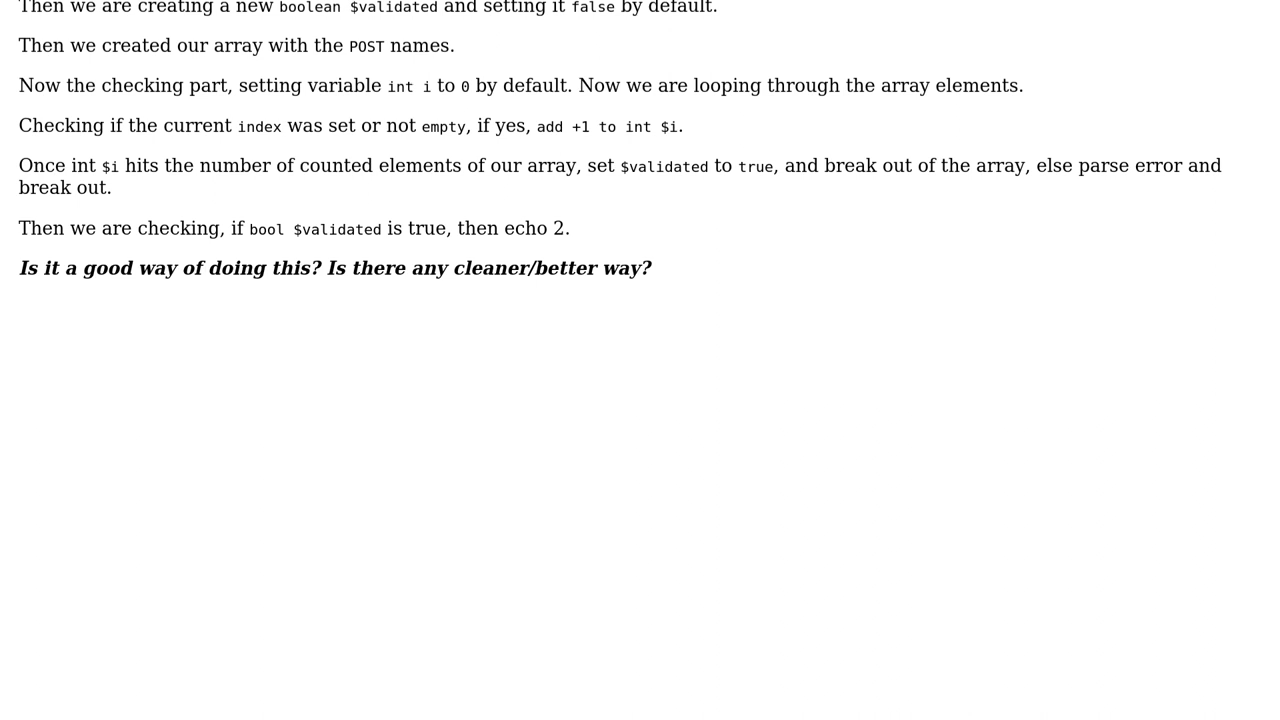 Then we are creating a new boolean $validated and setting it false by default.
Then we created our array with the POST names.
Now the checking part, setting variable int i to 0 by default. Now we are looping through the array elements.
Checking if the current index was set or not empty, if yes, add +1 to int $i.
Once int $i hits the number of counted elements of our array, set $validated to true, and break out of the array, else parse error and
break out.
Then we are checking, if bool $validated is true, then echo 2.
Is it a good way of doing this? Is there any cleaner/better way?